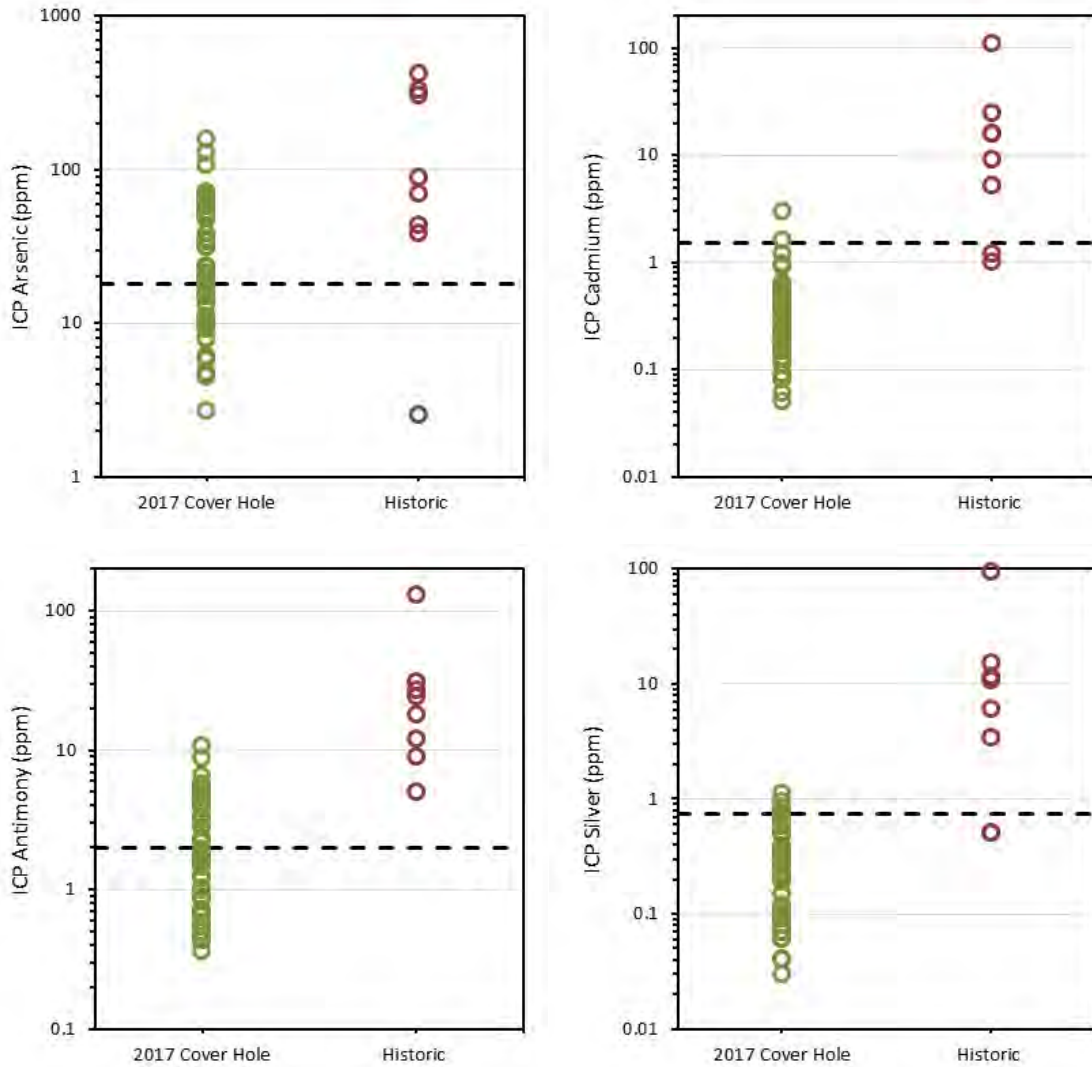 ICP Arsenic (ppm)
1000
100
10
1
2017 Cover Hole Historic
ICP Cadmium (ppm)
100
10
1
0.1
0.01
2017 Cover Hole Historic
ICP Antimony (ppm)
100
10
1
0.1
2017 Cover Hole Historic
ICP Silver (ppm)
100
10
1
0.1
0.01
2017 Cover Hole Historic